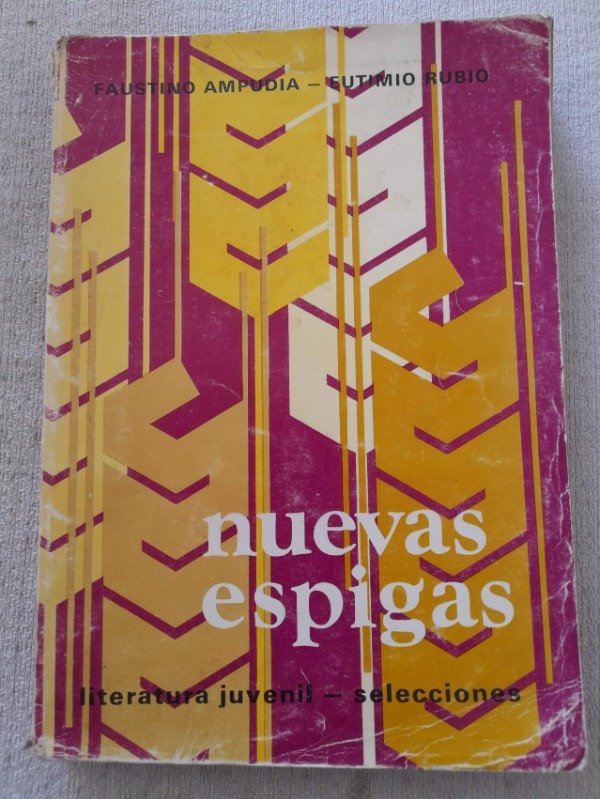 FAUSTINO AMPUDIA – EUTIMIO RUBIO
nuevas
espigas
literatura juvenil – selecciones